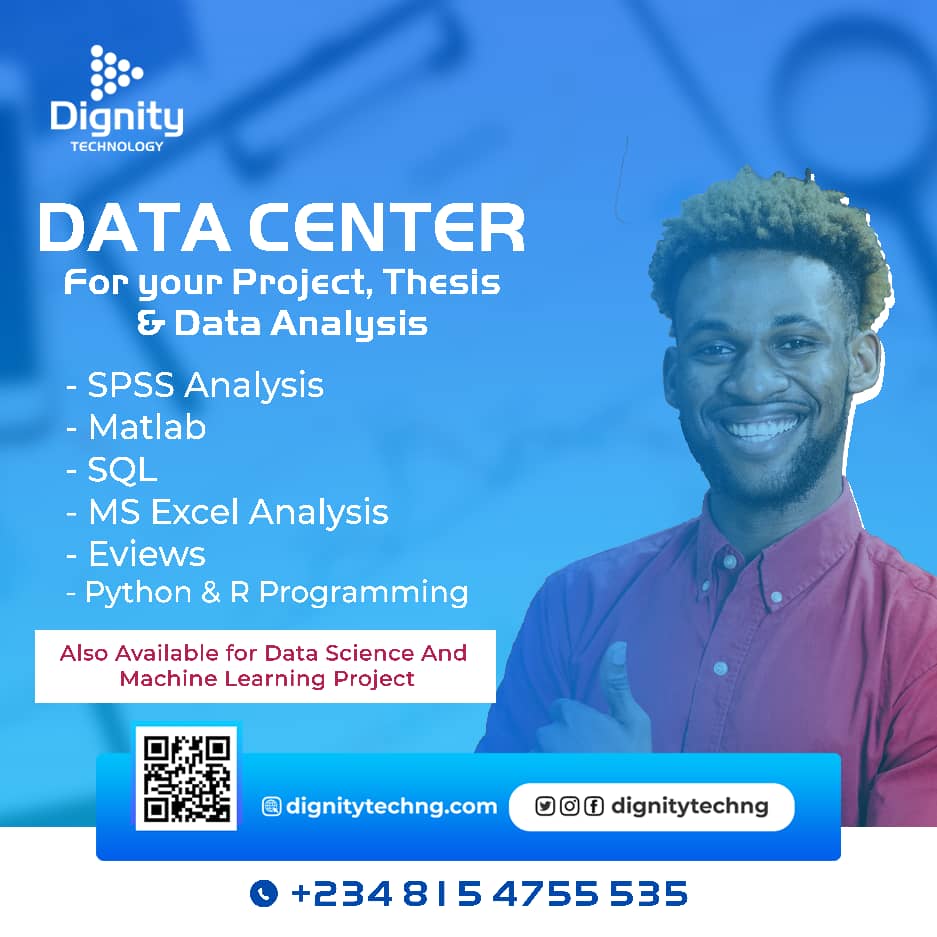 Dignity
TECHNOLOGY
DATA CENTER
For your Project, Thesis
& Data Analysis
- SPSS Analysis
- Matlab
- SQL
- MS Excel Analysis
- Eviews
- Python & R Programming
Also Available for Data Science And
Machine Learning Project
dignitytechng.com
dignitytechng
+234 815 4755 535